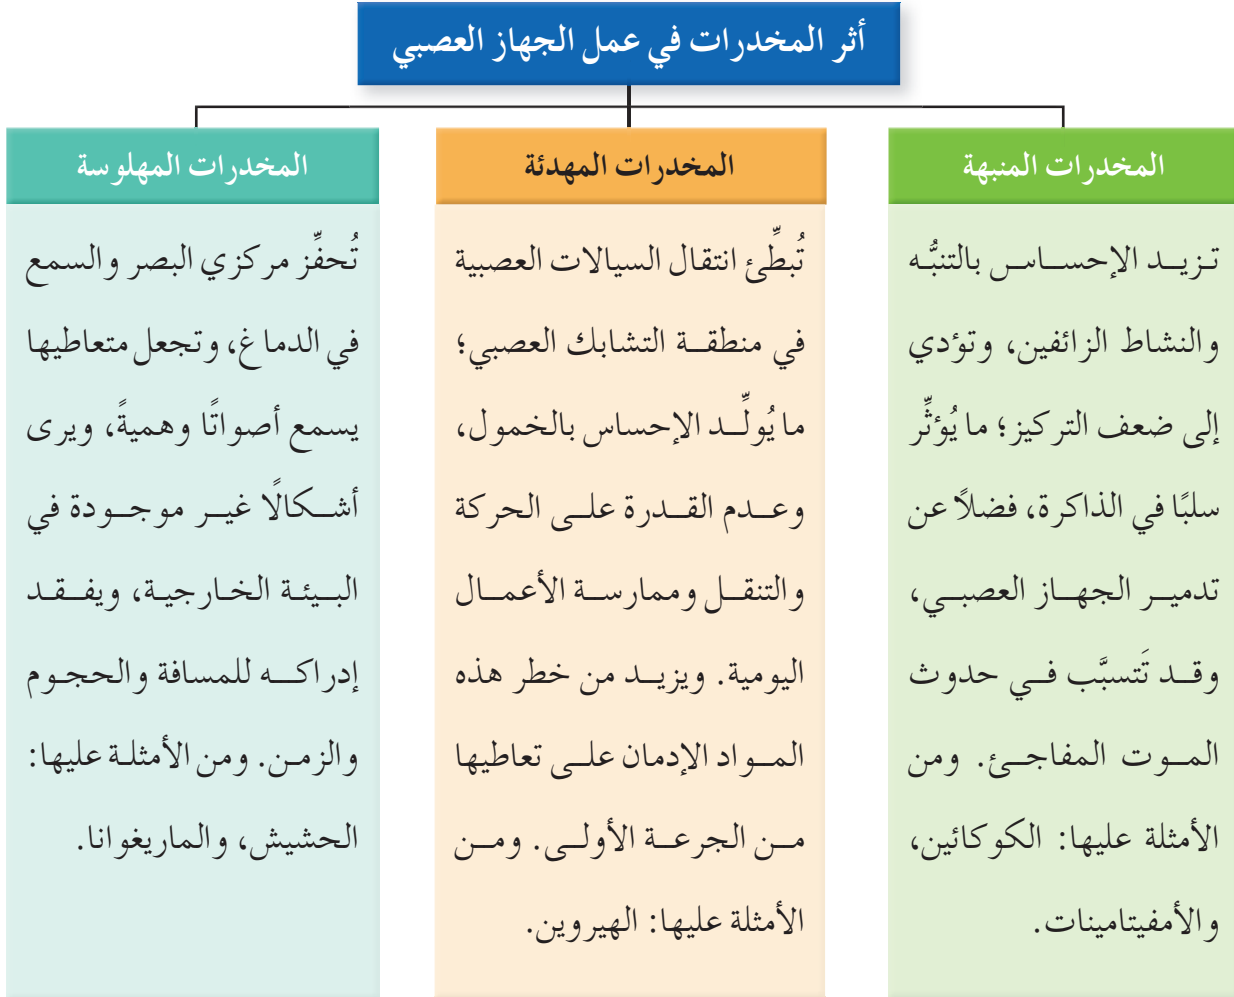 أثر المخدرات في عمل الجهاز العصبي
المخدرات المنبهة
تزيد الإحساس بالتنبُّه
والنشاط الزائفين، وتؤدي
إلى ضعف التركيز؛ ما يُؤثِّر
سلبًا في الذاكرة، فضلًا عن
تدمير الجهاز العصبي،
وقد تَتسبَّب في حدوث
الموت المفاجئ. ومن
الأمثلة عليها: الكوكائين،
والأمفيتامينات.
المخدرات المهدئة
تُبطِّئ انتقال السيالات العصبية
في منطقة التشابك العصبي؛
ما يُولِّد الإحساس بالخمول،
وعدم القدرة على الحركة
والتنقل وممارسة الأعمال
اليومية. ويزيد من خطر هذه
المواد الإدمان على تعاطيها
من الجرعة الأولى. ومن
الأمثلة عليها: الهيروين.
المخدرات المهلوسة
تُحفِّز مركزي البصر والسمع
في الدماغ، وتجعل متعاطيها
يسمع أصواتًا وهميةً، ويرى
أشكالًا غير موجودة في
البيئة الخارجية، ويفقد
إدراكه للمسافة والحجوم
والزمن. ومن الأمثلة عليها:
الحشيش، والماريغوانا.